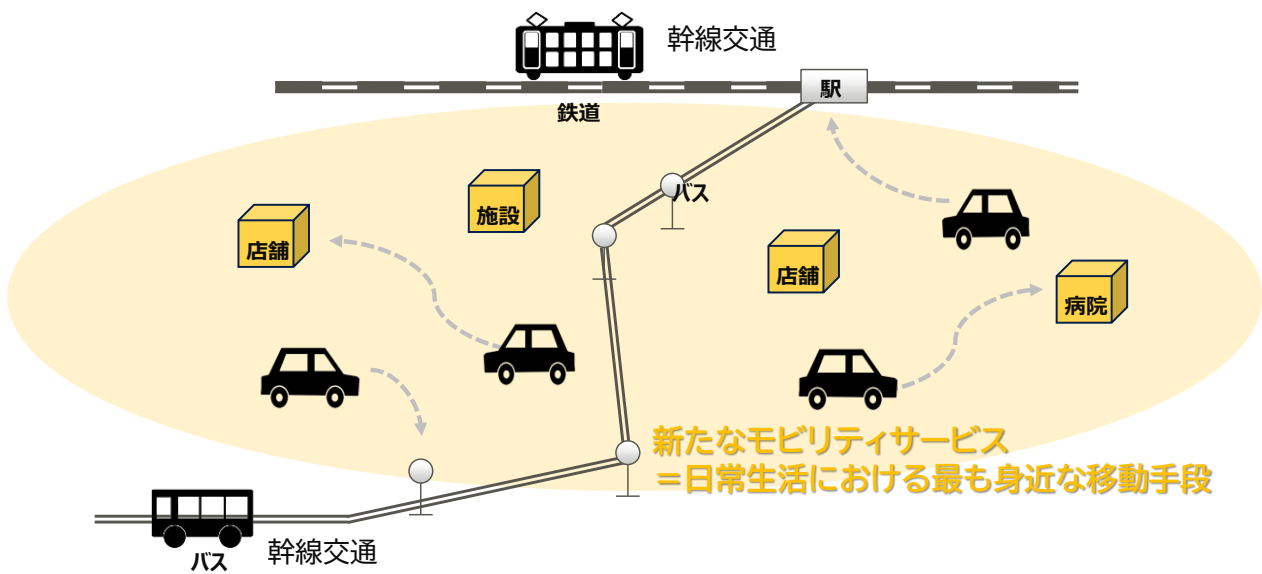 幹線交通
駅
鉄道
バス
施設
店舗
店舗
病院
新たなモビリティサービス
＝日常生活における最も身近な移動手段
バス
幹線交通